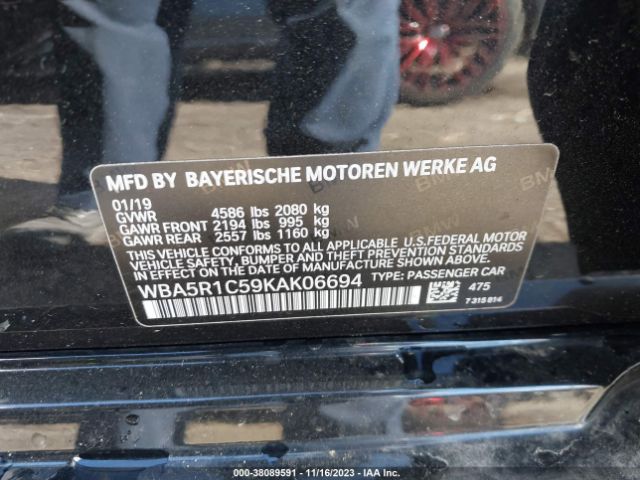 MFD BY BAYERISCHE MOTOREN WERKE AG
01/19
GVWR 4586 lbs 2080 kg
GAWR FRONT 2194 lbs 995 kg
GAWR REAR 2557 lbs 1160 kg
THIS VEHICLE CONFORMS TO ALL APPLICABLE U.S.FEDERAL MOTOR
VEHICLE SAFETY, BUMPER AND THEFT PREVENTION STANDARDS
IN EFFECT ON THE DATE OF MANUFACTURE SHOWN ABOVE.
WBA5R1C59KAK06694 TYPE: PASSENGER CAR
475
7315814
000-38089591 - 11/16/2023 - IAA Inc.